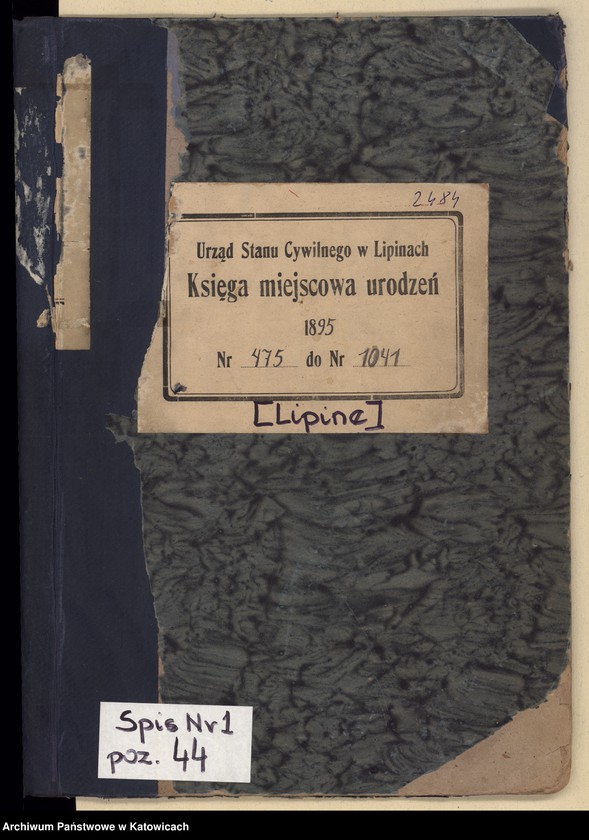 2484
Urząd Stanu Cywilnego w Lipinach
Księga miejscowa urodzeń
1895
Nr 475 do Nr 1041
[Lipine]
Spis Nr 1
poz. 44
Archiwum Państwowe w Katowicach